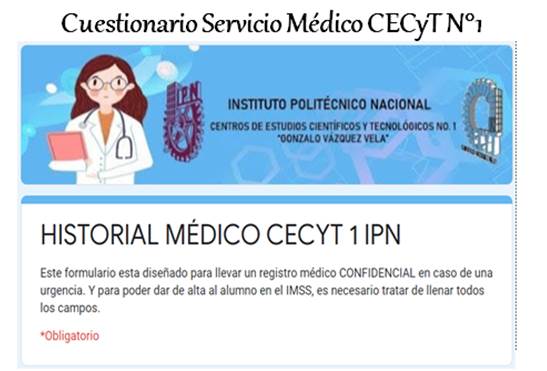 Cuestionario Servicio Médico CECyT N°1
IPN
INSTITUTO POLITÉCNICO NACIONAL
CENTROS DE ESTUDIOS CIENTÍFICOS Y TECNOLÓGICOS NO. 1
"GONZALO VÁZQUEZ VELA"
HISTORIAL MÉDICO CECYT 1 IPN
Este formulario esta diseñado para llevar un registro médico CONFIDENCIAL en caso de una
urgencia. Y para poder dar de alta al alumno en el IMSS, es necesario tratar de llenar todos
los campos.
*Obligatorio